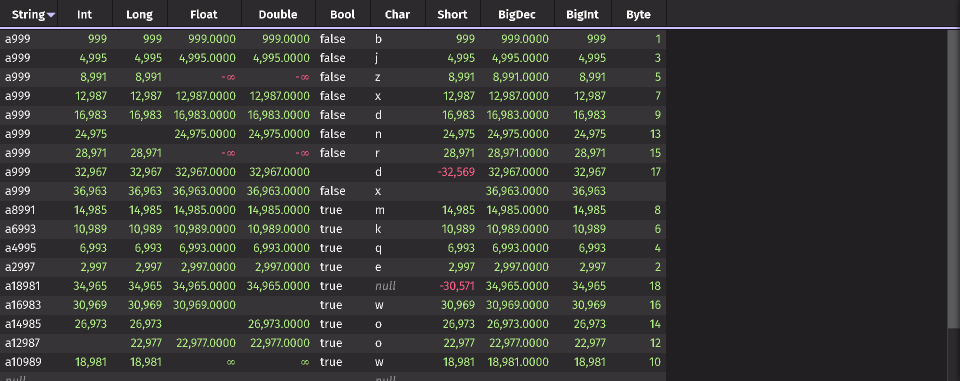 String Int Long Float Double Bool Char Short BigDec BigInt Byte
a999 999 999 999.0000 999.0000 false b 999 999.0000 999 1
a999 4,995 4,995 4,995.0000 4,995.0000 false j 4,995 4,995.0000 4,995 3
a999 8,991 8,991 -∞ -∞ false z 8,991 8,991.0000 8,991 5
a999 12,987 12,987 12,987.0000 12,987.0000 false x 12,987 12,987.0000 12,987 7
a999 16,983 16,983 16,983.0000 16,983.0000 false d 16,983 16,983.0000 16,983 9
a999 24,975 24,975.0000 24,975.0000 false n 24,975 24,975.0000 24,975 13
a999 28,971 28,971 -∞ -∞ false r 28,971 28,971.0000 28,971 15
a999 32,967 32,967 32,967.0000 32,967.0000 d -32,569 32,967.0000 32,967 17
a999 36,963 36,963 36,963.0000 36,963.0000 false x 36,963.0000 36,963
a8991 14,985 14,985 14,985.0000 14,985.0000 true m 14,985 14,985.0000 14,985 8
a6993 10,989 10,989 10,989.0000 10,989.0000 true k 10,989 10,989.0000 10,989 6
a4995 6,993 6,993 6,993.0000 6,993.0000 true q 6,993 6,993.0000 6,993 4
a2997 2,997 2,997 2,997.0000 2,997.0000 true e 2,997 2,997.0000 2,997 2
a18981 34,965 34,965 34,965.0000 34,965.0000 true null -30,571 34,965.0000 34,965 18
a16983 30,969 30,969 30,969.0000 true w 30,969 30,969.0000 30,969 16
a14985 26,973 26,973 26,973.0000 true o 26,973 26,973.0000 26,973 14
a12987 22,977 22,977.0000 22,977.0000 true o 22,977 22,977.0000 22,977 12
a10989 18,981 18,981 ∞ ∞ true w 18,981 18,981.0000 18,981 10
null null